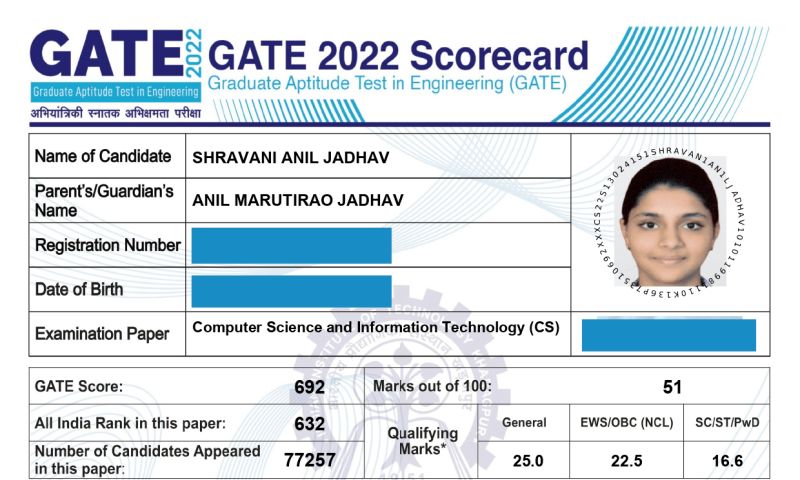 GATE 2022
GATE 2022 Scorecard
Graduate Aptitude Test in Engineering
Graduate Aptitude Test in Engineering (GATE)
अभियांत्रिकी स्नातक अभिक्षमता परीक्षा
Name of Candidate SHRAVANI ANIL JADHAV
Parent's/Guardian's
Name ANIL MARUTIRAO JADHAV
Registration Number
Date of Birth
Examination Paper Computer Science and Information Technology (CS)
GATE Score: 692 Marks out of 100: 51
All India Rank in this paper: 632 Qualifying Marks* General EWS/OBC (NCL) SC/ST/PwD
Number of Candidates Appeared
in this paper: 77257 25.0 22.5 16.6
1951